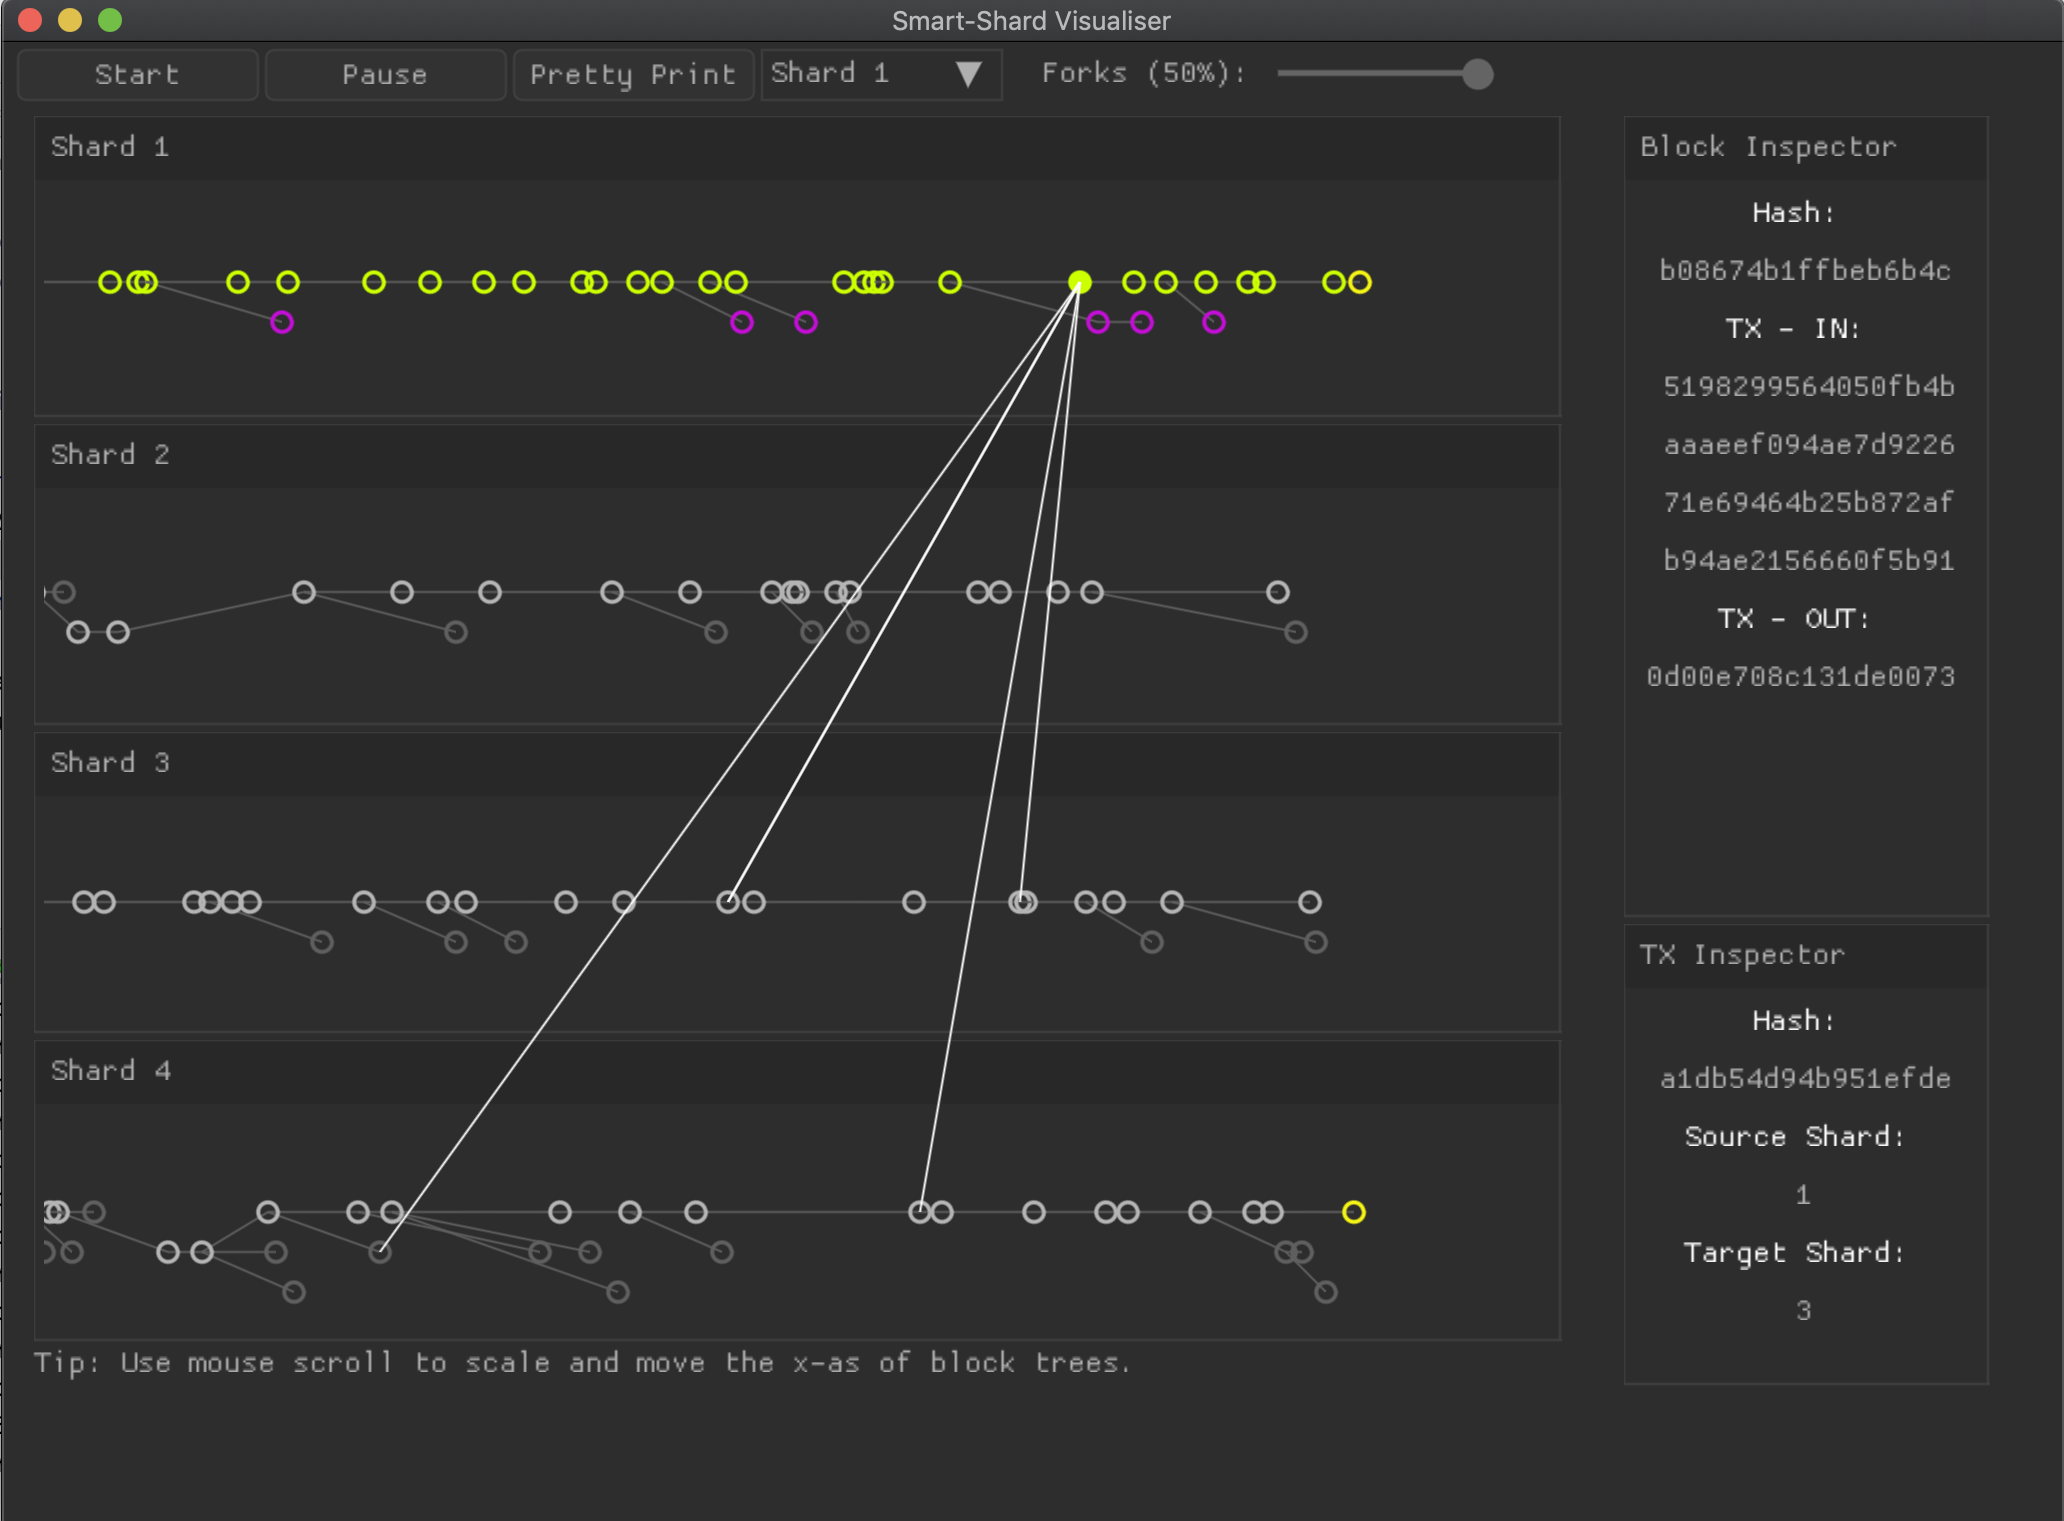 Smart-Shard Visualiser
Start
Pause
Pretty Print
Shard 1
Forks (50%):
Shard 1
Shard 2
Shard 3
Shard 4
Tip: Use mouse scroll to scale and move the x-as of block trees.
Block Inspector
Hash:
b08674b1ffbeb6b4c
TX - IN:
5198299564050fb4b
aaaeef094ae7d9226
71e69464b25b872af
b94ae2156660f5b91
TX - OUT:
0d00e708c131de0073
TX Inspector
Hash:
a1db54d94b951efde
Source Shard:
1
Target Shard:
3